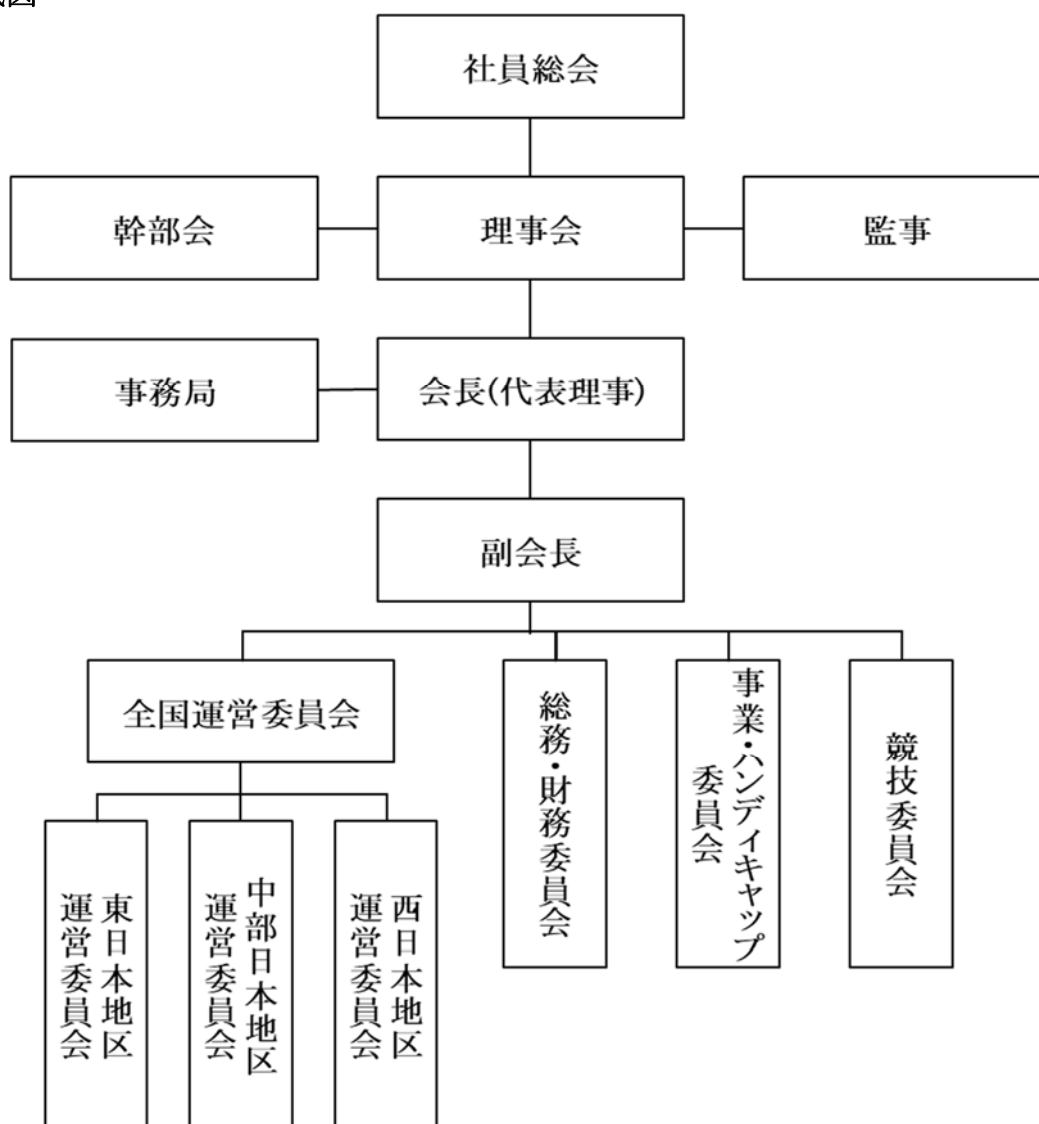 社員総会
幹部会
理事会
監事
事務局
会長(代表理事)
副会長
全国運営委員会
総務・財務委員会
事業・ハンディキャップ
委員会
競技委員会
東日本地区
運営委員会
中部日本地区
運営委員会
西日本地区
運営委員会